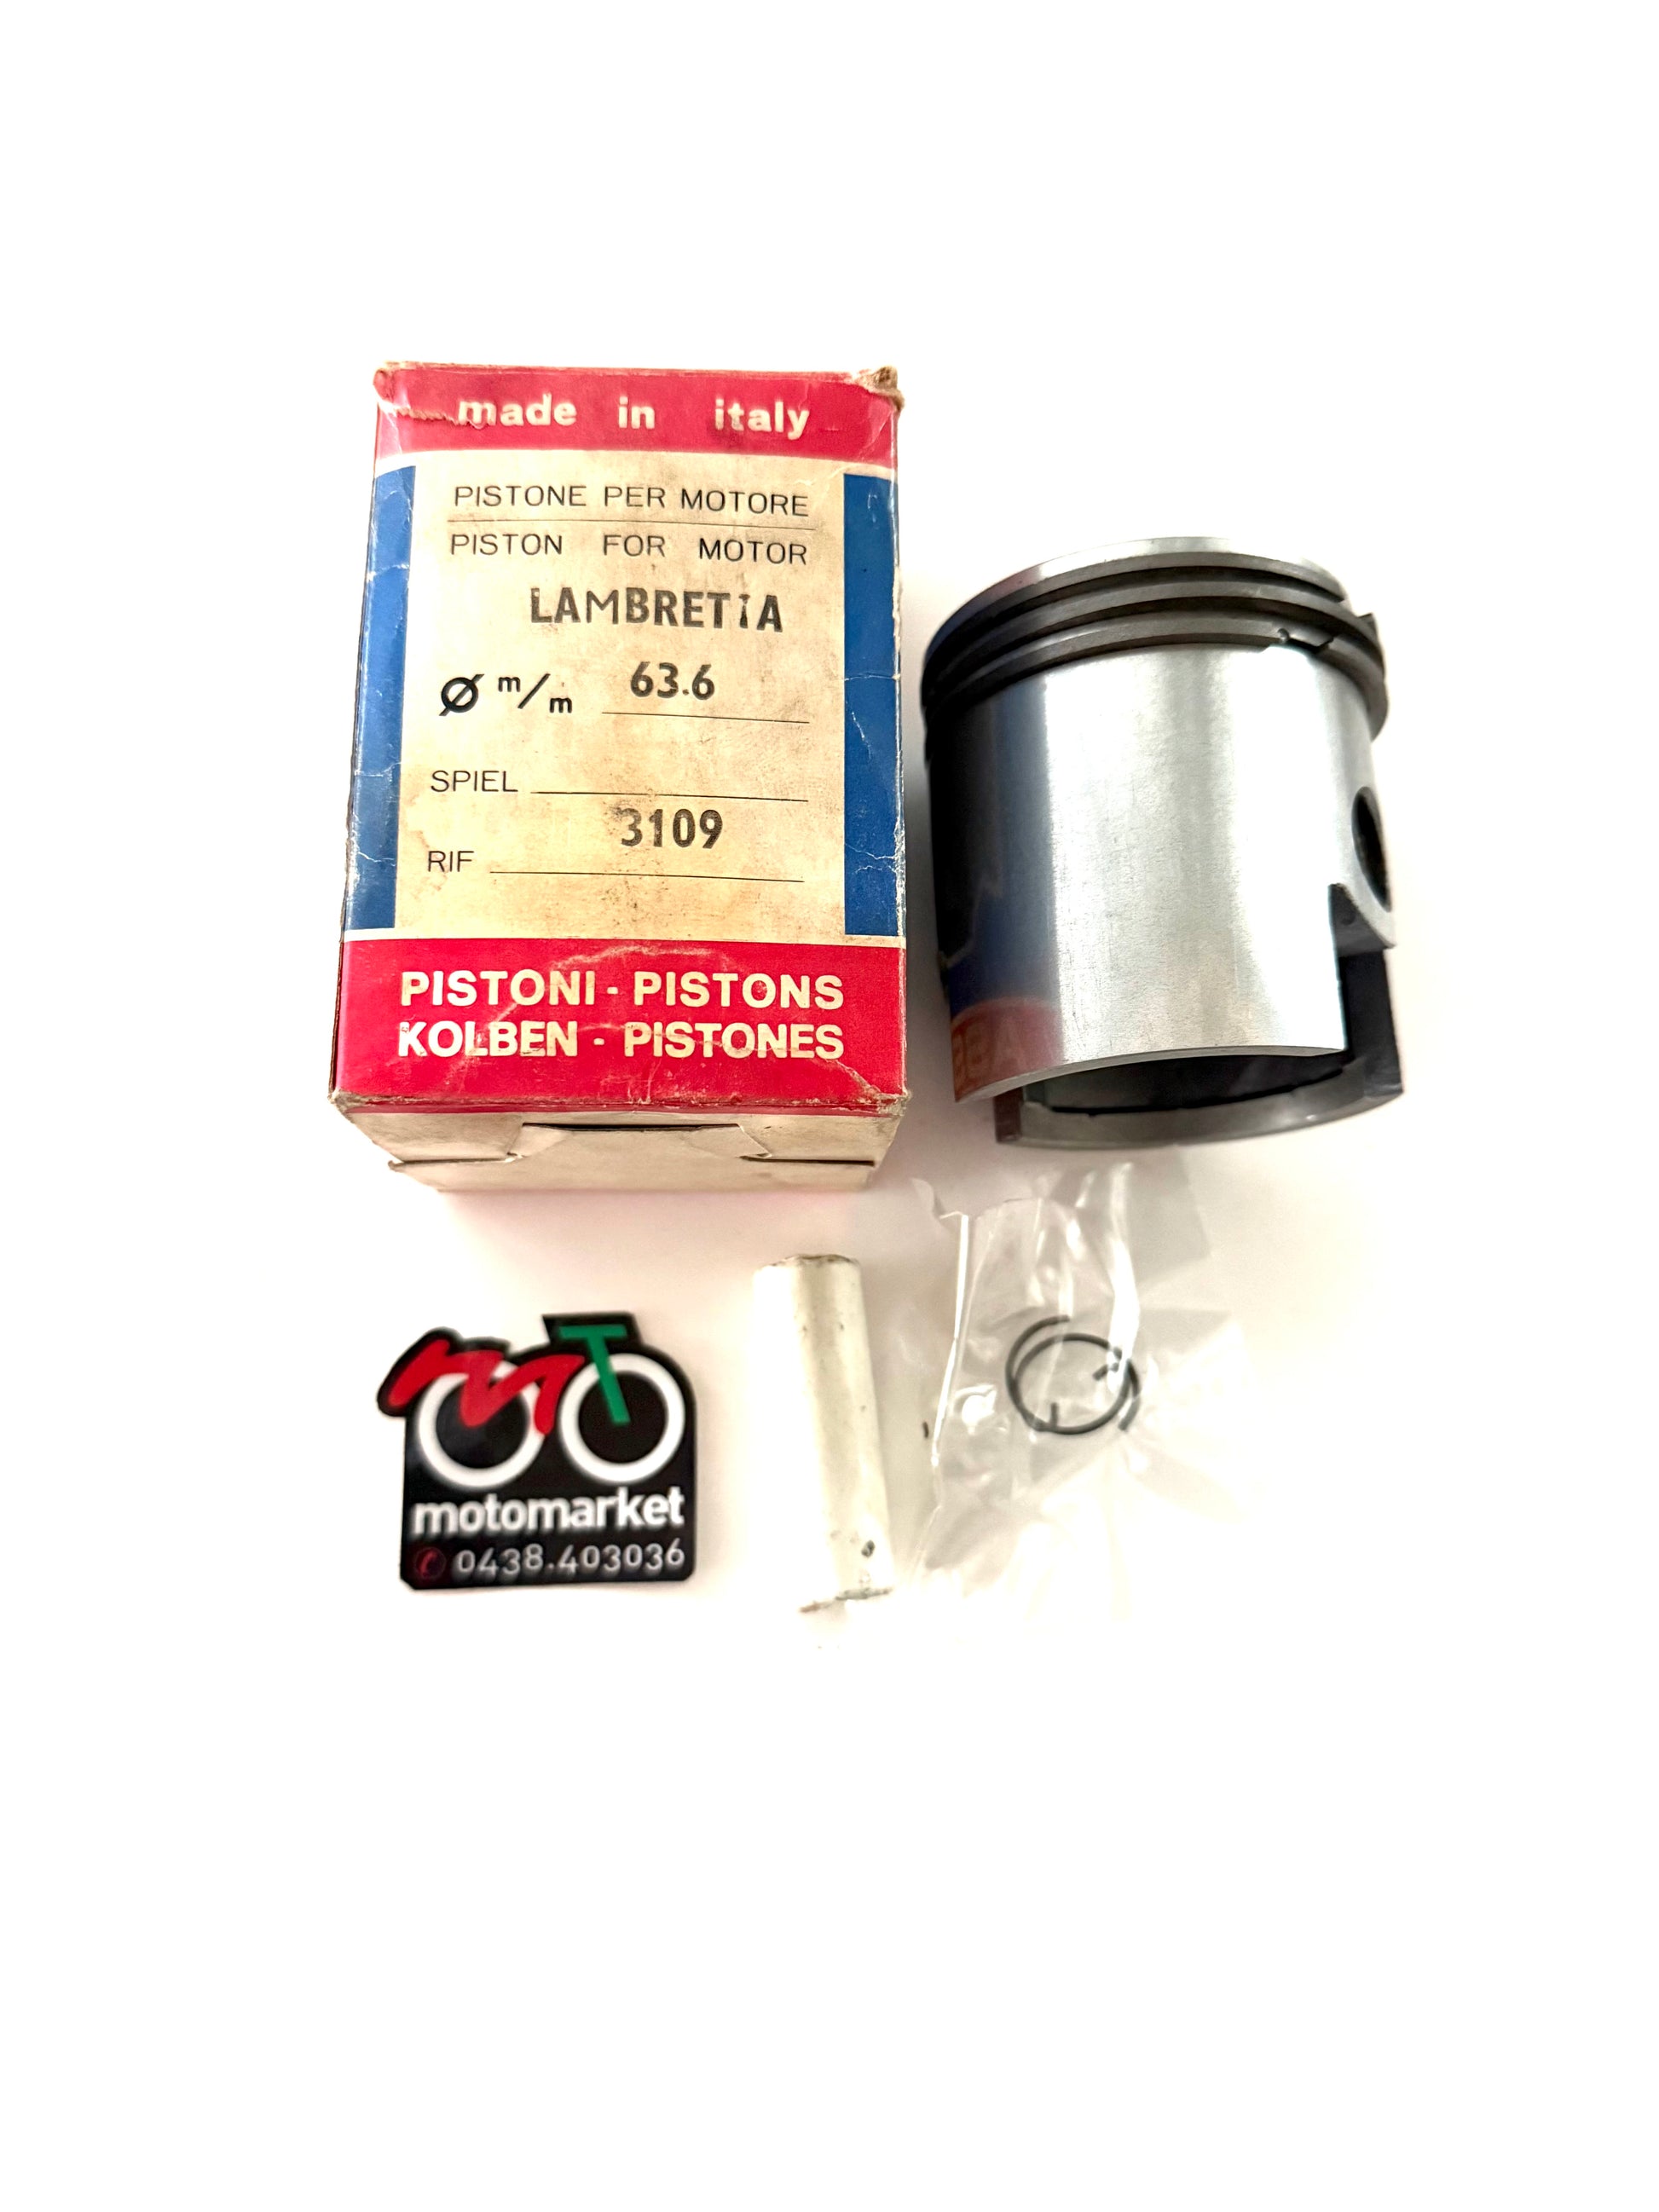 made in italy
PISTONE PER MOTORE
PISTON FOR MOTOR
LAMBRETTA
Ø m/m 63.6
SPIEL
3109
RIF
PISTONI - PISTONS
KOLBEN - PISTONES
mT
motomarket
0438.403036